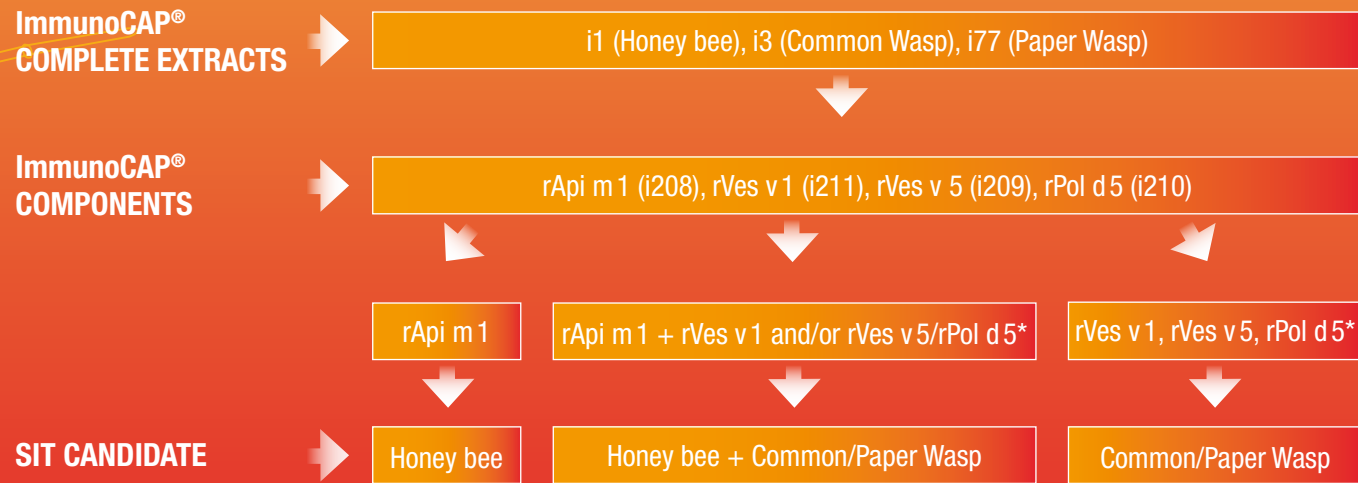 ImmunoCAP®
COMPLETE EXTRACTS
i1 (Honey bee), i3 (Common Wasp), i77 (Paper Wasp)
ImmunoCAP®
COMPONENTS
rApi m 1 (i208), rVes v 1 (i211), rVes v 5 (i209), rPol d 5 (i210)
rApi m 1
rApi m 1 + rVes v 1 and/or rVes v 5/rPol d 5*
rVes v 1, rVes v 5, rPol d 5*
SIT CANDIDATE
Honey bee
Honey bee + Common/Paper Wasp
Common/Paper Wasp